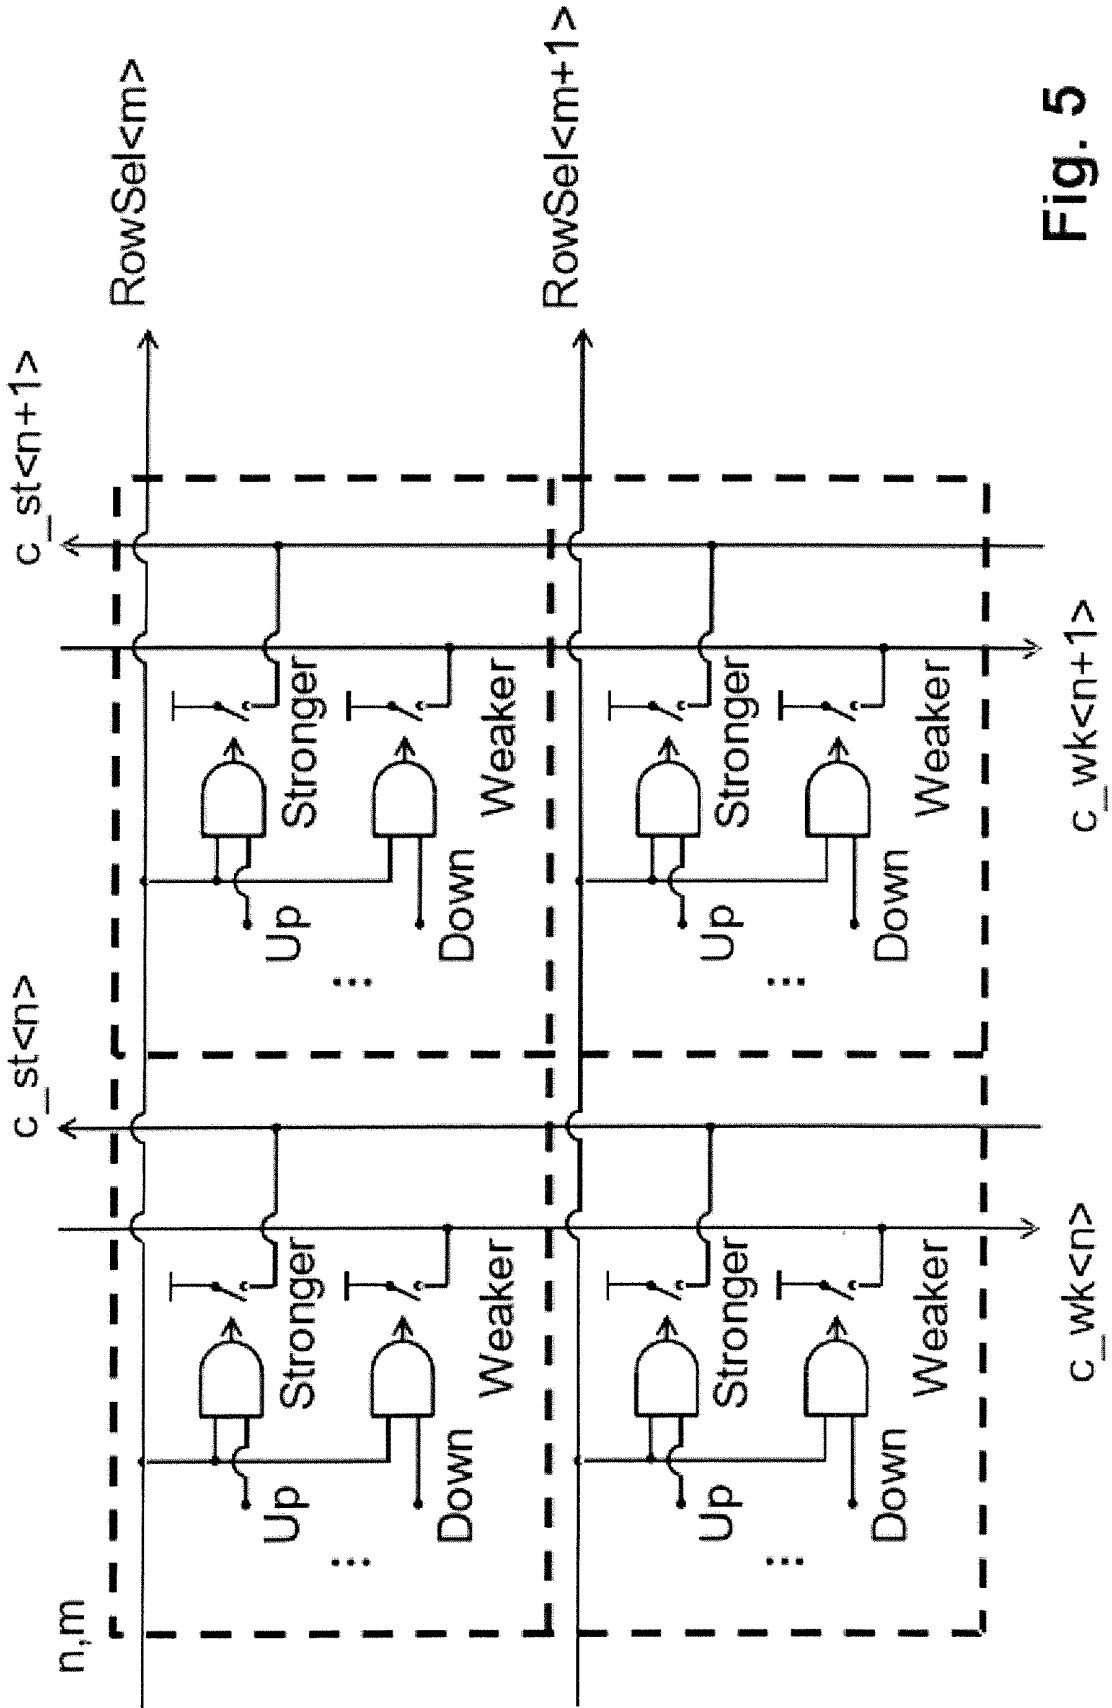 c_st<n>
c_st<n+1>
n,m
RowSel<m>
...
Up
Stronger
Down
Weaker
...
Up
Stronger
Down
Weaker
RowSel<m+1>
...
Up
Stronger
Down
Weaker
...
Up
Stronger
Down
Weaker
c_wk<n>
c_wk<n+1>
Fig. 5